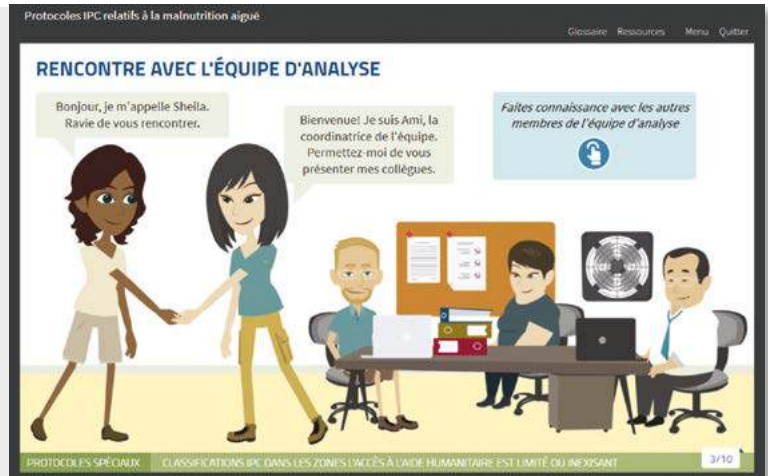 Protocoles IPC relatifs à la malnutrition aiguë
Glossaire Ressources Menu Quitter
RENCONTRE AVEC L'ÉQUIPE D'ANALYSE
Bonjour, je m'appelle Sheila.
Ravie de vous rencontrer.
Bienvenue! Je suis Ami, la
coordinatrice de l'équipe.
Permettez-moi de vous
présenter mes collègues.
Faites connaissance avec les autres
membres de l'équipe d'analyse
PROTOCOLES SPÉCIAUX CLASSIFICATIONS IPC DANS LES ZONES L'ACCÈS À L'AIDE HUMANITAIRE EST LIMITÉ OU INEXISANT 3/10